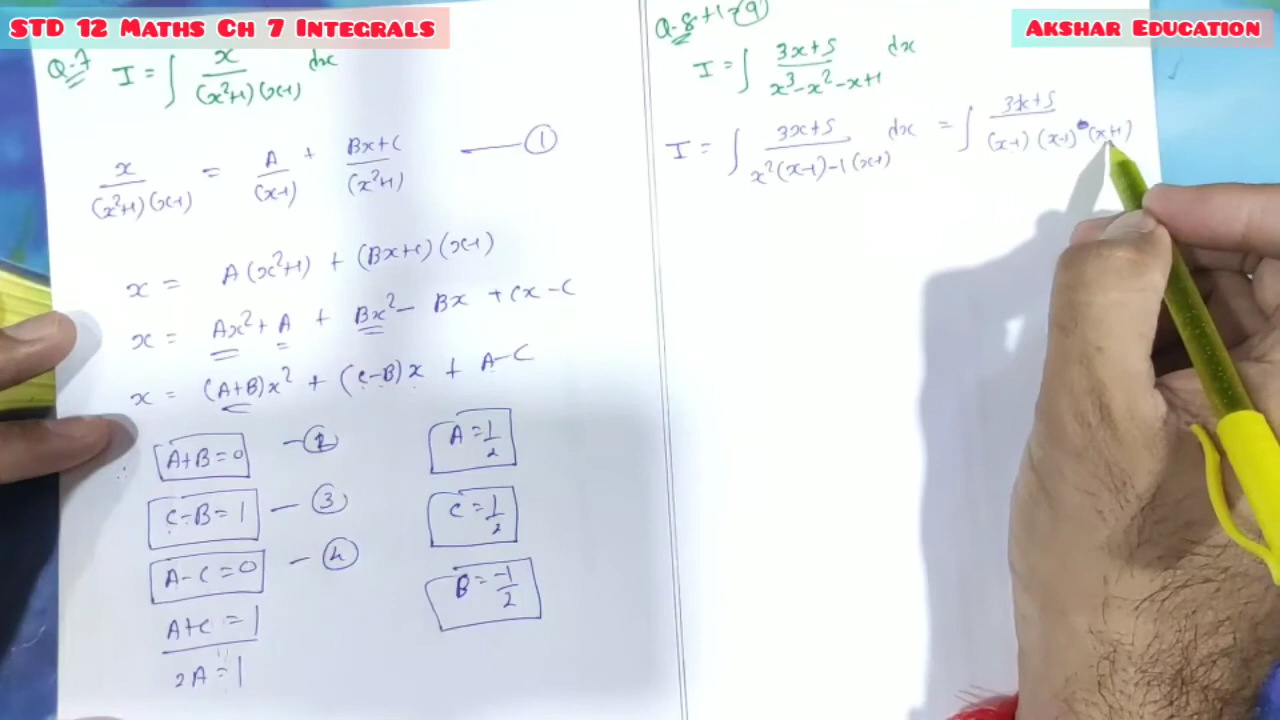 STD 12 Maths Ch 7 Integrals
Akshar Education
Q-7 I = ∫ x / (x²+1)(x-1) dx
x / (x²+1)(x-1) = A / (x-1) + Bx+C / (x²+1) — ①
x = A(x²+1) + (Bx+C)(x-1)
x = Ax² + A + Bx² - Bx + Cx - C
x = (A+B)x² + (C-B)x + A-C
A+B=0 - ②
C-B=1 - ③
A-C=0 - ④
A+C=1
2A=1
A=1/2
C=1/2
B=-1/2
Q-8+1→9
I = ∫ 3x+5 / x³-x²-x+1 dx
I = ∫ 3x+5 / x²(x-1)-1(x-1) dx = ∫ 3x+5 / (x-1)(x-1)(x+1)